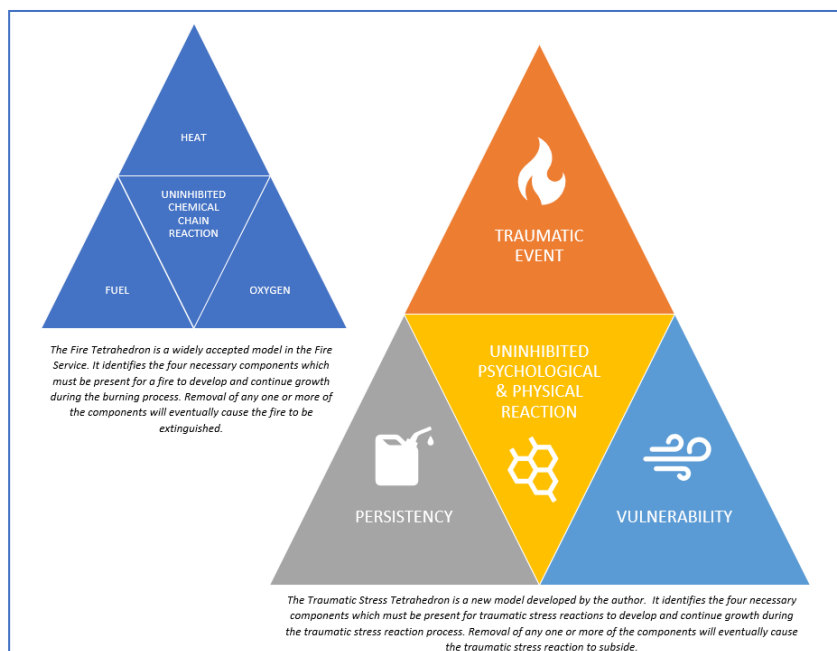 HEAT
UNINHIBITED
CHEMICAL
CHAIN
REACTION
FUEL
OXYGEN
The Fire Tetrahedron is a widely accepted model in the Fire
Service. It identifies the four necessary components which
must be present for a fire to develop and continue growth
during the burning process. Removal of any one or more of
the components will eventually cause the fire to be
extinguished.
TRAUMATIC
EVENT
UNINHIBITED
PSYCHOLOGICAL
& PHYSICAL
REACTION
PERSISTENCY
VULNERABILITY
The Traumatic Stress Tetrahedron is a new model developed by the author.  It identifies the four necessary
components which must be present for traumatic stress reactions to develop and continue growth during
the traumatic stress reaction process. Removal of any one or more of the components will eventually cause
the traumatic stress reaction to subside.